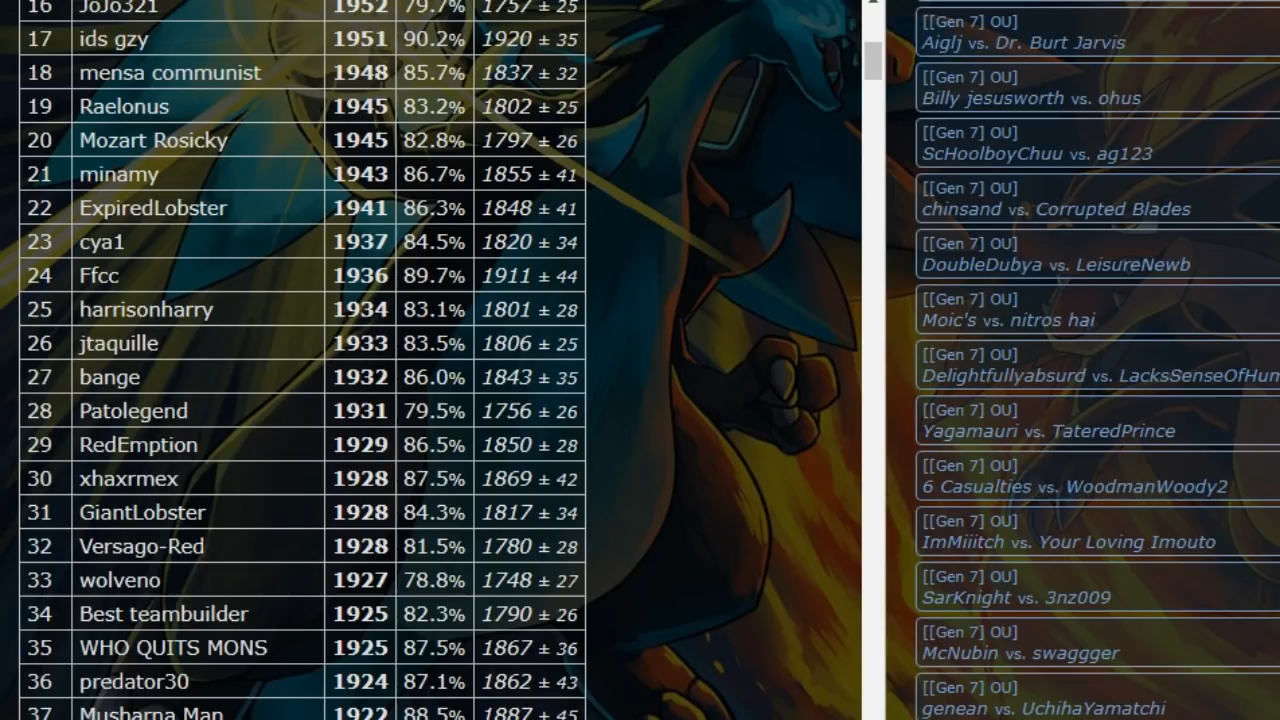 16 JoJo321 1952 79.7% 1757 ± 25
17 ids gzy 1951 90.2% 1920 ± 35
18 mensa communist 1948 85.7% 1837 ± 32
19 Raelonus 1945 83.2% 1802 ± 25
20 Mozart Rosicky 1945 82.8% 1797 ± 26
21 minamy 1943 86.7% 1855 ± 41
22 ExpiredLobster 1941 86.3% 1848 ± 41
23 cya1 1937 84.5% 1820 ± 34
24 Ffcc 1936 89.7% 1911 ± 44
25 harrisonharry 1934 83.1% 1801 ± 28
26 jtaquille 1933 83.5% 1806 ± 25
27 bange 1932 86.0% 1843 ± 35
28 Patolegend 1931 79.5% 1756 ± 26
29 RedEmption 1929 86.5% 1850 ± 28
30 xhaxrmex 1928 87.5% 1869 ± 42
31 GiantLobster 1928 84.3% 1817 ± 34
32 Versago-Red 1928 81.5% 1780 ± 28
33 wolveno 1927 78.8% 1748 ± 27
34 Best teambuilder 1925 82.3% 1790 ± 26
35 WHO QUITS MONS 1925 87.5% 1867 ± 36
36 predator30 1924 87.1% 1862 ± 43
37 Musharna Man 1922 88.5% 1887 ± 45
[[Gen 7] OU]
Aiglj vs. Dr. Burt Jarvis
[[Gen 7] OU]
Billy jesusworth vs. ohus
[[Gen 7] OU]
ScHoolboyChuu vs. ag123
[[Gen 7] OU]
chinsand vs. Corrupted Blades
[[Gen 7] OU]
DoubleDubya vs. LeisureNewb
[[Gen 7] OU]
Moic's vs. nitros hai
[[Gen 7] OU]
Delightfullyabsurd vs. LacksSenseOfHum
[[Gen 7] OU]
Yagamauri vs. TateredPrince
[[Gen 7] OU]
6 Casualties vs. WoodmanWoody2
[[Gen 7] OU]
ImMiiitch vs. Your Loving Imouto
[[Gen 7] OU]
SarKnight vs. 3nz009
[[Gen 7] OU]
McNubin vs. swaggger
[[Gen 7] OU]
genean vs. UchihaYamatchi